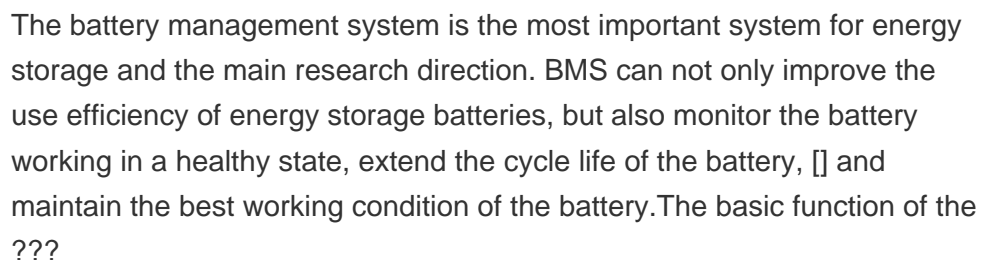 The battery management system is the most important system for energy
storage and the main research direction. BMS can not only improve the
use efficiency of energy storage batteries, but also monitor the battery
working in a healthy state, extend the cycle life of the battery, [] and
maintain the best working condition of the battery.The basic function of the
???